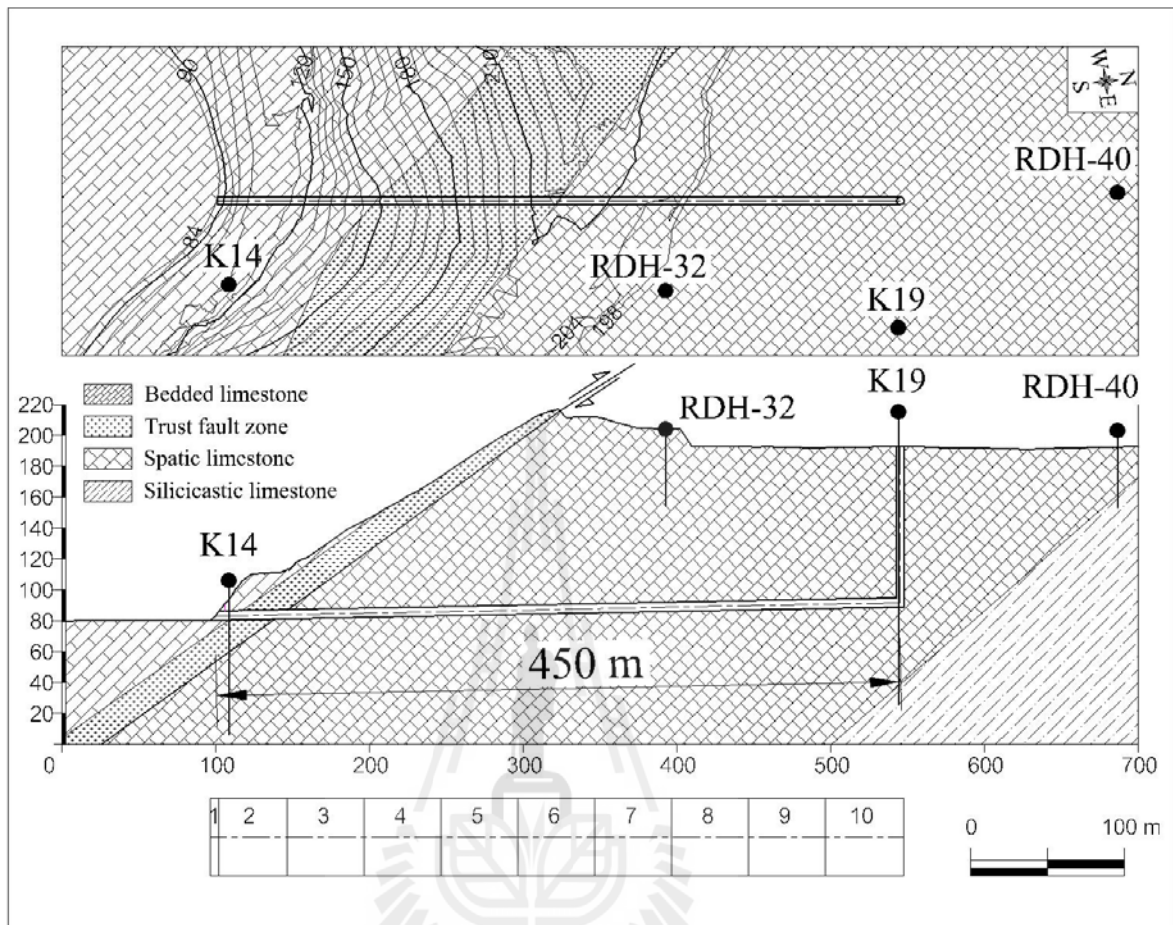 90
120
150
180
210
W
N
S
E
84
K14
RDH-32
204
198
K19
RDH-40
Bedded limestone
Trust fault zone
Spatic limestone
Silicicastic limestone
220
200
180
160
140
120
100
80
60
40
20
K14
RDH-32
K19
RDH-40
450 m
0 100 200 300 400 500 600 700
1 2 3 4 5 6 7 8 9 10
0 100 m